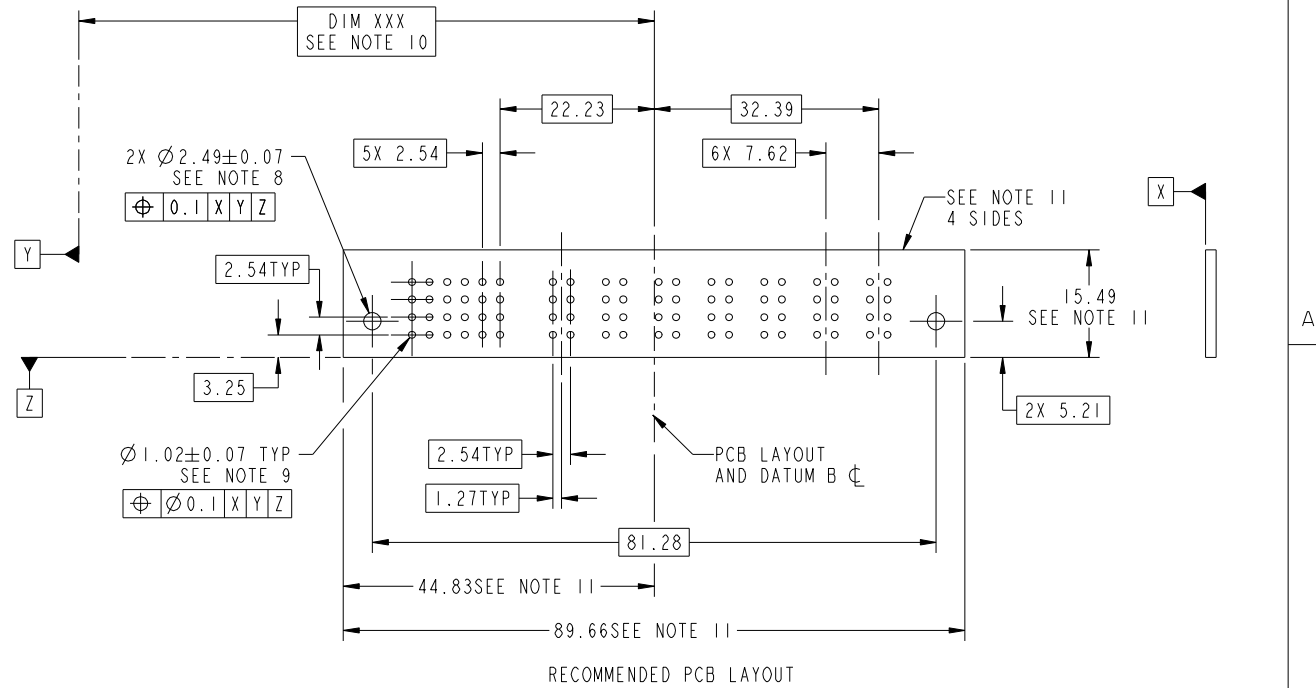 DIM XXX
SEE NOTE 10
22.23
32.39
5X 2.54
6X 7.62
2X Ø2.49±0.07
SEE NOTE 8
⌖ 0.1 X Y Z
X
SEE NOTE 11
4 SIDES
Y
2.54TYP
15.49
SEE NOTE 11
A
3.25
Z
2X 5.21
Ø1.02±0.07 TYP
SEE NOTE 9
⌖ Ø0.1 X Y Z
2.54TYP
PCB LAYOUT
AND DATUM B ℄
1.27TYP
81.28
44.83SEE NOTE 11
89.66SEE NOTE 11
RECOMMENDED PCB LAYOUT